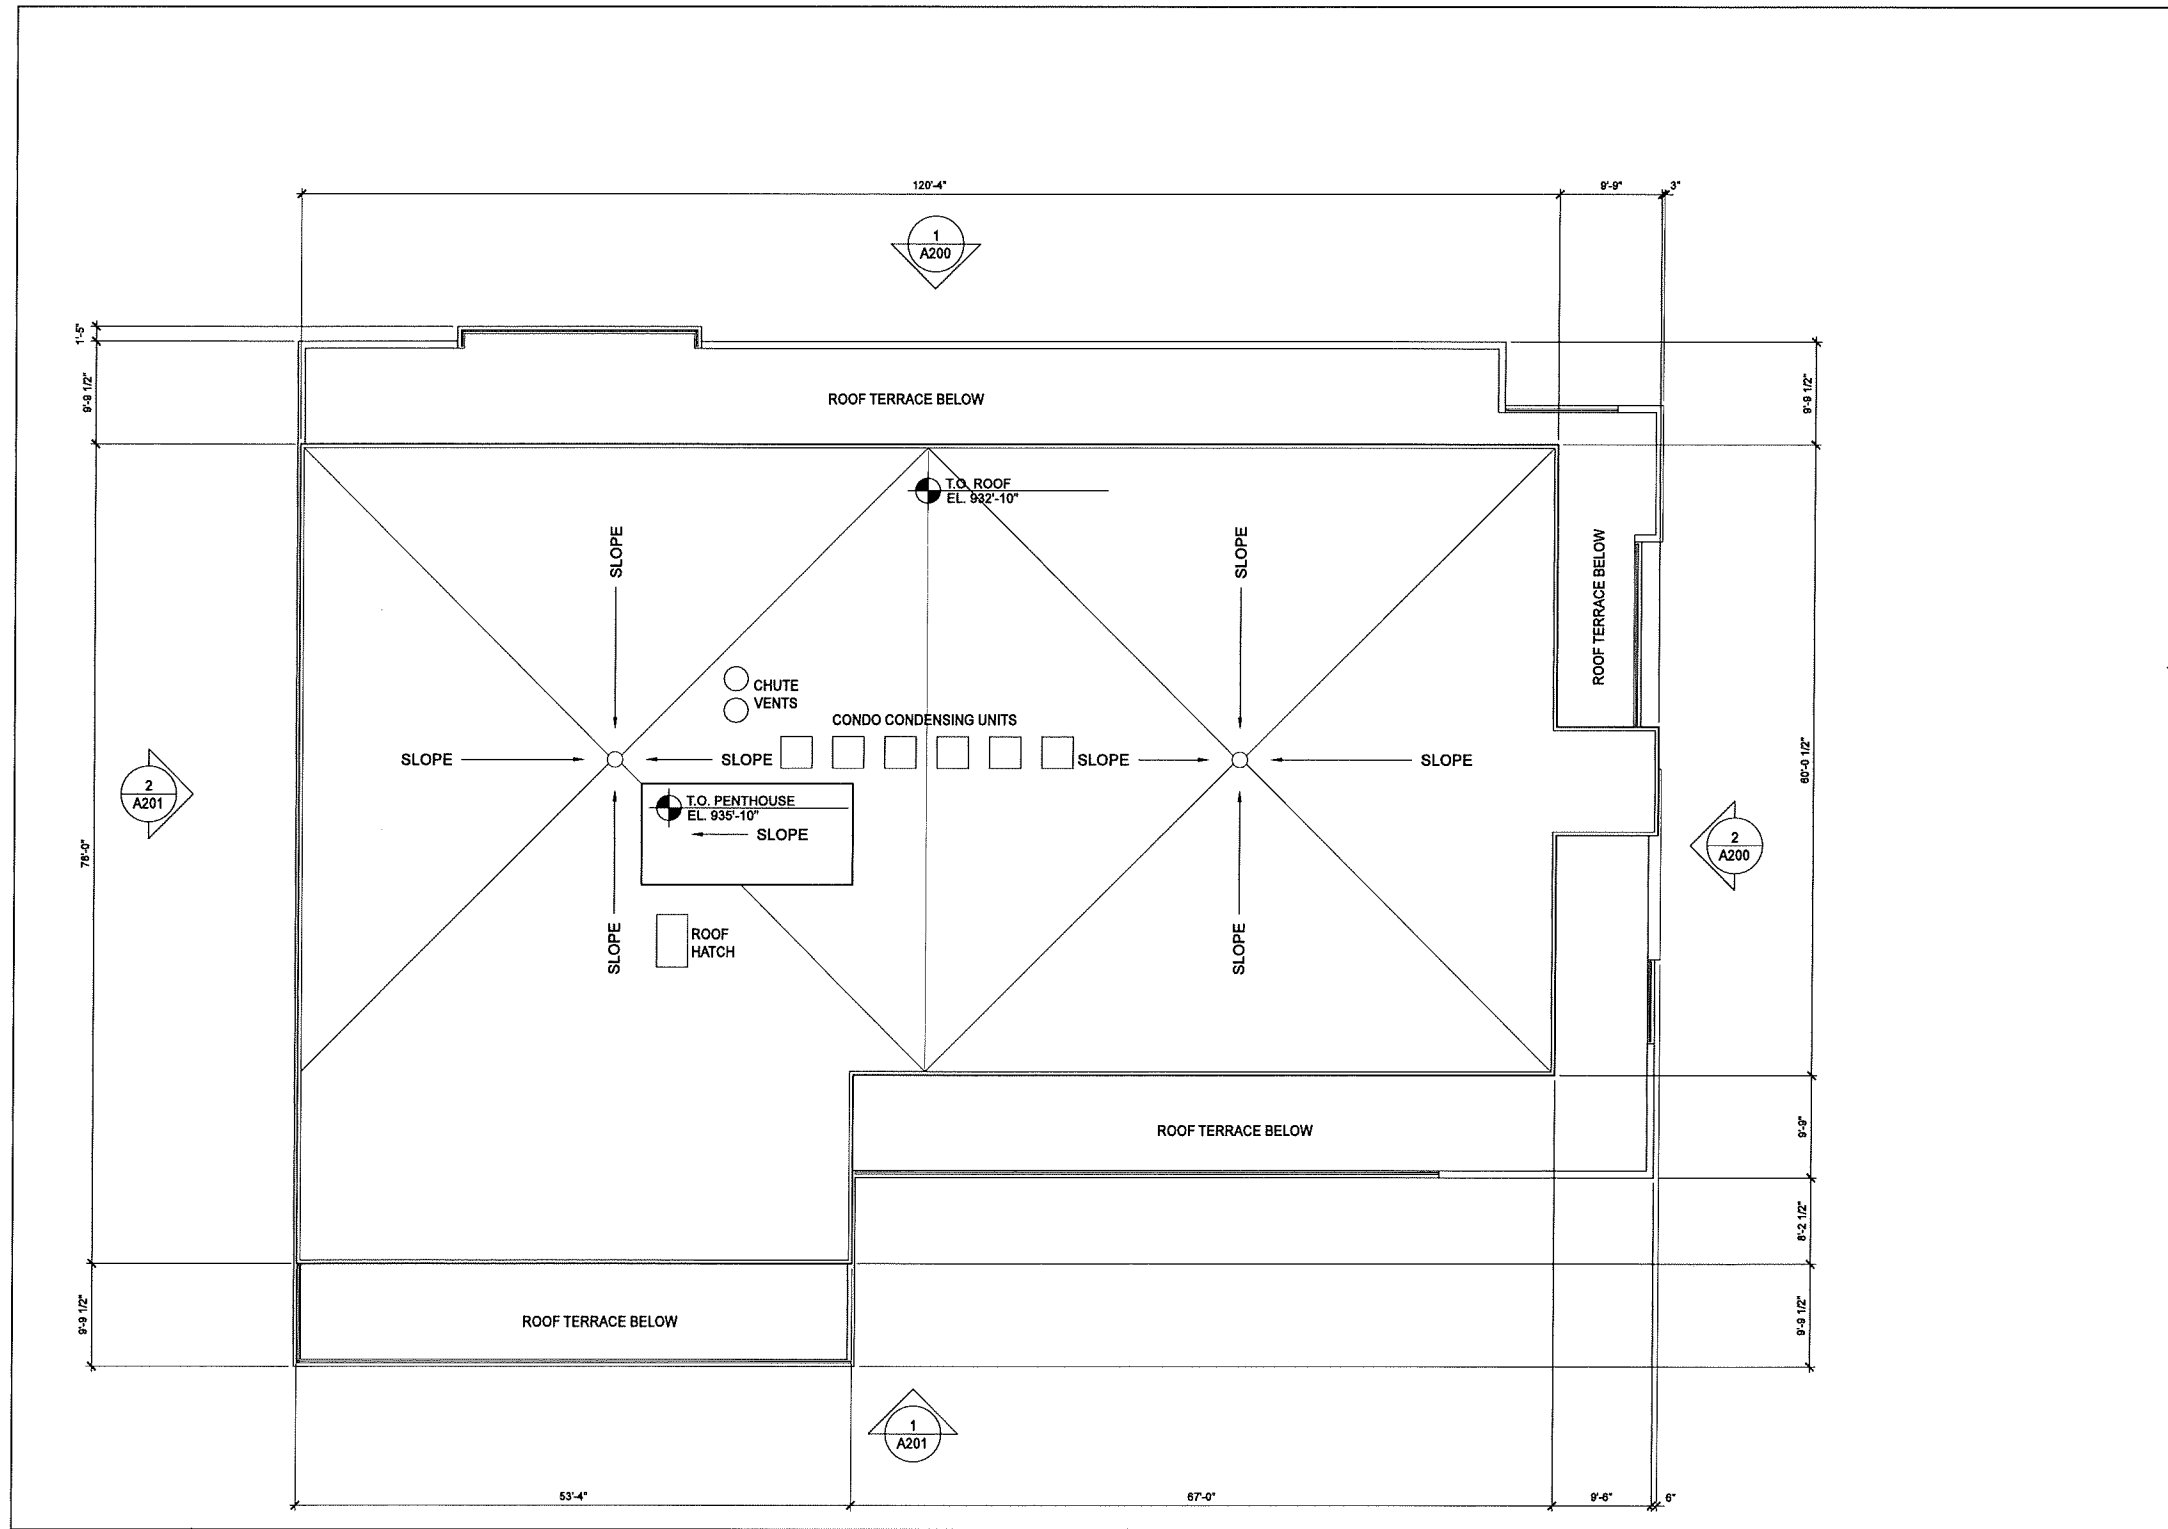 120'-4"
9'-9"
3"
1
A200
1'-5"
9'-9 1/2"
9'-9 1/2"
ROOF TERRACE BELOW
T.O. ROOF
EL. 932'-10"
SLOPE
SLOPE
ROOF TERRACE BELOW
CHUTE
VENTS
CONDO CONDENSING UNITS
SLOPE
SLOPE
SLOPE
SLOPE
60'-0 1/2"
2
A201
T.O. PENTHOUSE
EL. 935'-10"
SLOPE
2
A200
78'-0"
SLOPE
ROOF
HATCH
SLOPE
ROOF TERRACE BELOW
9'-9"
8'-2 1/2"
9'-9 1/2"
ROOF TERRACE BELOW
9'-9 1/2"
1
A201
53'-4"
67'-0"
9'-6"
6"